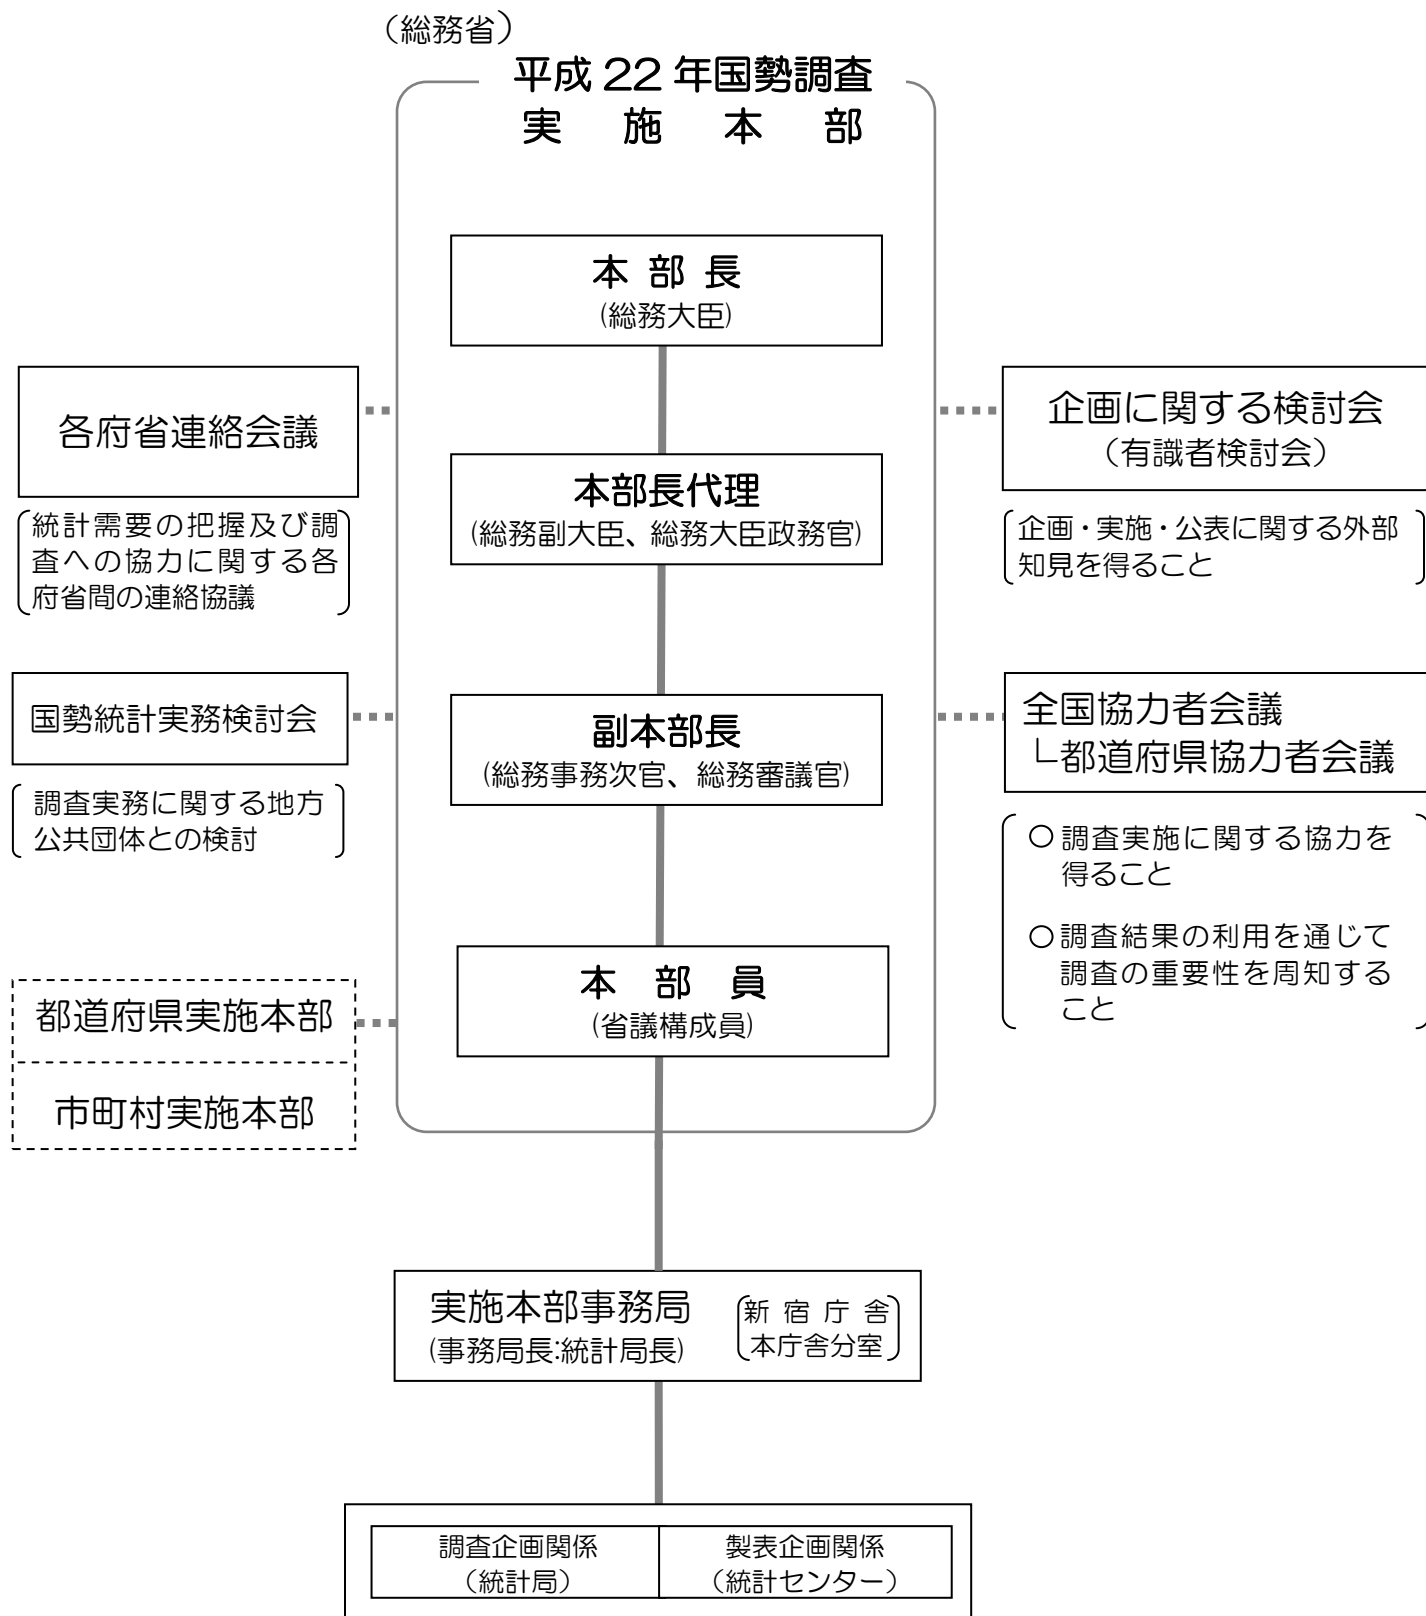 （総務省）
平成22年国勢調査
実施本部
本部長
（総務大臣）
各府省連絡会議
統計需要の把握及び調
査への協力に関する各
府省間の連絡協議
企画に関する検討会
（有識者検討会）
企画・実施・公表に関する外部
知見を得ること
本部長代理
（総務副大臣、総務大臣政務官）
国勢統計実務検討会
調査実務に関する地方
公共団体との検討
副本部長
（総務事務次官、総務審議官）
全国協力者会議
└都道府県協力者会議
○調査実施に関する協力を
得ること
○調査結果の利用を通じて
調査の重要性を周知する
こと
都道府県実施本部
市町村実施本部
本部員
（省議構成員）
実施本部事務局
（事務局長:統計局長）
新宿庁舎
本庁舎分室
調査企画関係
（統計局）
製表企画関係
（統計センター）